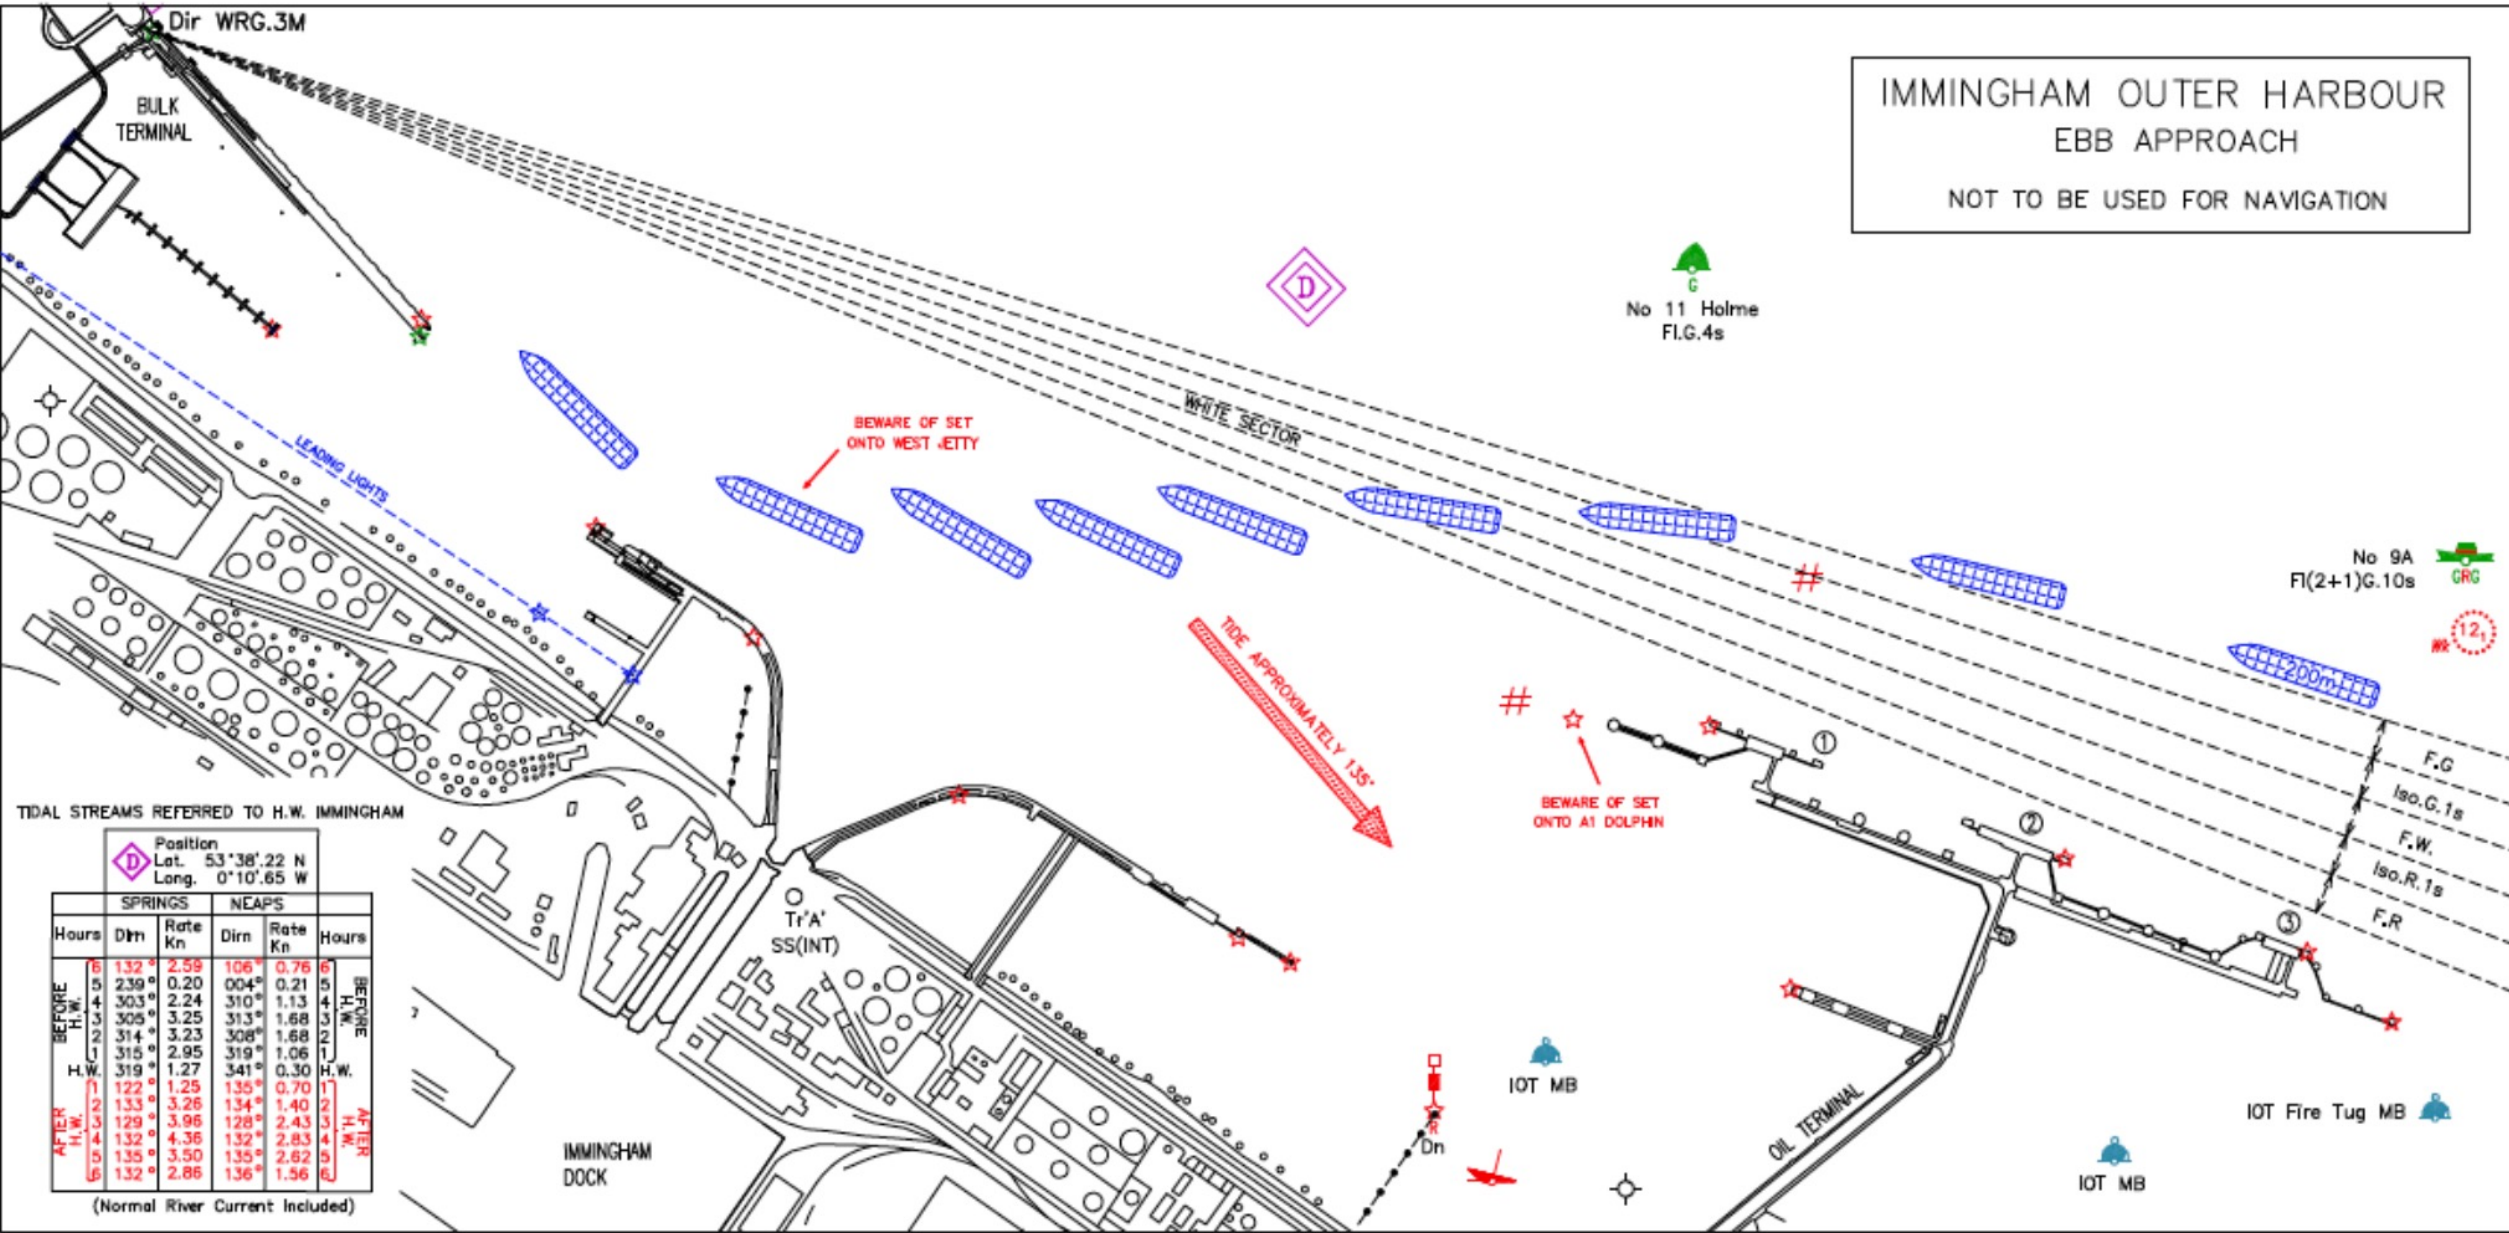 Dir WRG.3M
IMMINGHAM OUTER HARBOUR
EBB APPROACH
NOT TO BE USED FOR NAVIGATION
BULK
TERMINAL
D
G
No 11 Holme
Fl.G.4s
WHITE SECTOR
BEWARE OF SET
ONTO WEST JETTY
LEADING LIGHTS
No 9A
Fl(2+1)G.10s
GRG
Wk
12₁
TIDE APPROXIMATELY 135°
200m
1
BEWARE OF SET
ONTO A1 DOLPHIN
2
3
F.G
Iso.G.1s
F.W.
Iso.R.1s
F.R
TIDAL STREAMS REFERRED TO H.W. IMMINGHAM
D
Position
Lat. 53°38'.22 N
Long. 0°10'.65 W
SPRINGS NEAPS
Hours Dirn Rate Kn Dirn Rate Kn Hours
BEFORE H.W.
6 132° 2.59 106° 0.76 6
5 239° 0.20 004° 0.21 5
4 303° 2.24 310° 1.13 4
3 305° 3.25 313° 1.68 3
2 314° 3.23 308° 1.68 2
1 315° 2.95 319° 1.06 1
BEFORE H.W.
H.W. 319° 1.27 341° 0.30 H.W.
AFTER H.W.
1 122° 1.25 135° 0.70 1
2 133° 3.26 134° 1.40 2
3 129° 3.96 128° 2.43 3
4 132° 4.36 132° 2.83 4
5 135° 3.50 135° 2.62 5
6 132° 2.86 136° 1.56 6
AFTER H.W.
(Normal River Current Included)
Tr'A'
SS(INT)
IMMINGHAM
DOCK
R
Dn
IOT MB
OIL TERMINAL
IOT Fire Tug MB
IOT MB